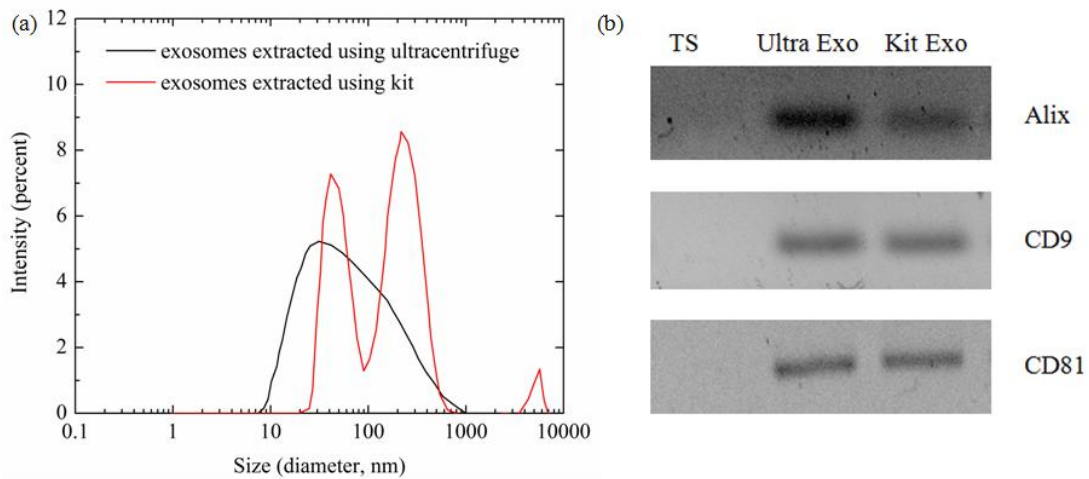 (a)
12
10
8
6
4
2
0
Intensity (percent)
exosomes extracted using ultracentrifuge
exosomes extracted using kit
0.1 1 10 100 1000 10000
Size (diameter, nm)
(b)
TS Ultra Exo Kit Exo
Alix
CD9
CD81